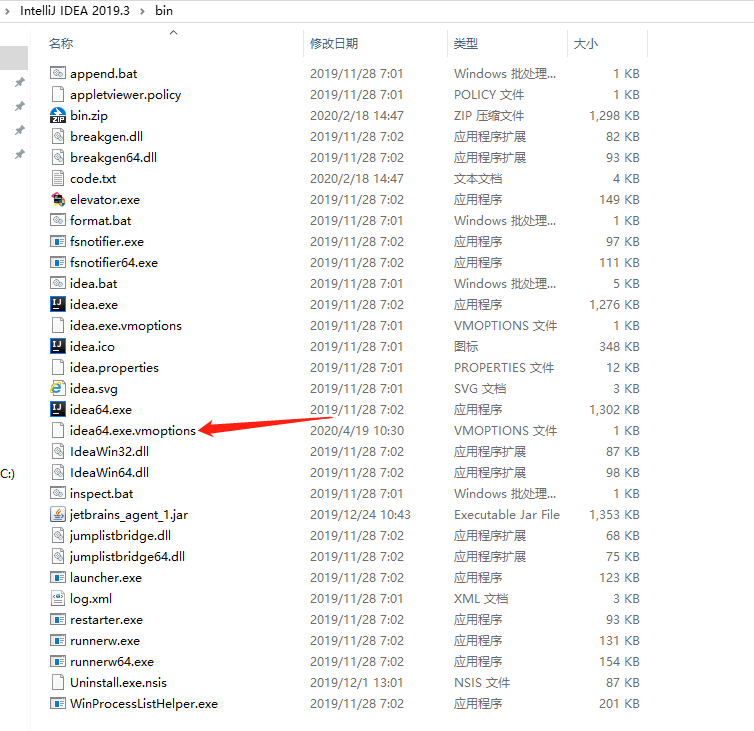 IntelliJ IDEA 2019.3 > bin
名称 修改日期 类型 大小
append.bat 2019/11/28 7:01 Windows 批处理... 1 KB
appletviewer.policy 2019/11/28 7:01 POLICY 文件 1 KB
bin.zip 2020/2/18 14:47 ZIP 压缩文件 1,298 KB
breakgen.dll 2019/11/28 7:02 应用程序扩展 82 KB
breakgen64.dll 2019/11/28 7:02 应用程序扩展 93 KB
code.txt 2020/2/18 14:47 文本文档 4 KB
elevator.exe 2019/11/28 7:02 应用程序 149 KB
format.bat 2019/11/28 7:01 Windows 批处理... 1 KB
fsnotifier.exe 2019/11/28 7:02 应用程序 97 KB
fsnotifier64.exe 2019/11/28 7:02 应用程序 111 KB
idea.bat 2019/11/28 7:01 Windows 批处理... 5 KB
idea.exe 2019/11/28 7:02 应用程序 1,276 KB
idea.exe.vmoptions 2019/11/28 7:01 VMOPTIONS 文件 1 KB
idea.ico 2019/11/28 7:01 图标 348 KB
idea.properties 2019/11/28 7:01 PROPERTIES 文件 12 KB
idea.svg 2019/11/28 7:01 SVG 文档 3 KB
idea64.exe 2019/11/28 7:02 应用程序 1,302 KB
idea64.exe.vmoptions 2020/4/19 10:30 VMOPTIONS 文件 1 KB
IdeaWin32.dll 2019/11/28 7:02 应用程序扩展 87 KB
C:) IdeaWin64.dll 2019/11/28 7:02 应用程序扩展 98 KB
inspect.bat 2019/11/28 7:01 Windows 批处理... 1 KB
jetbrains_agent_1.jar 2019/12/24 10:43 Executable Jar File 1,353 KB
jumplistbridge.dll 2019/11/28 7:02 应用程序扩展 68 KB
jumplistbridge64.dll 2019/11/28 7:02 应用程序扩展 75 KB
launcher.exe 2019/11/28 7:02 应用程序 123 KB
log.xml 2019/11/28 7:01 XML 文档 3 KB
restarter.exe 2019/11/28 7:02 应用程序 93 KB
runnerw.exe 2019/11/28 7:02 应用程序 131 KB
runnerw64.exe 2019/11/28 7:02 应用程序 154 KB
Uninstall.exe.nsis 2019/12/1 13:01 NSIS 文件 87 KB
WinProcessListHelper.exe 2019/11/28 7:02 应用程序 201 KB